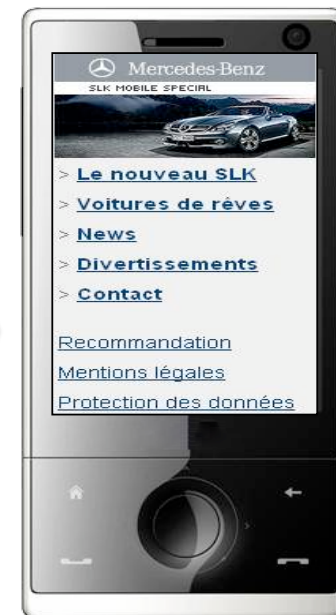 Mercedes-Benz
SLK MOBILE SPECIAL
> Le nouveau SLK
> Voitures de rêves
> News
> Divertissements
> Contact
Recommandation
Mentions légales
Protection des données